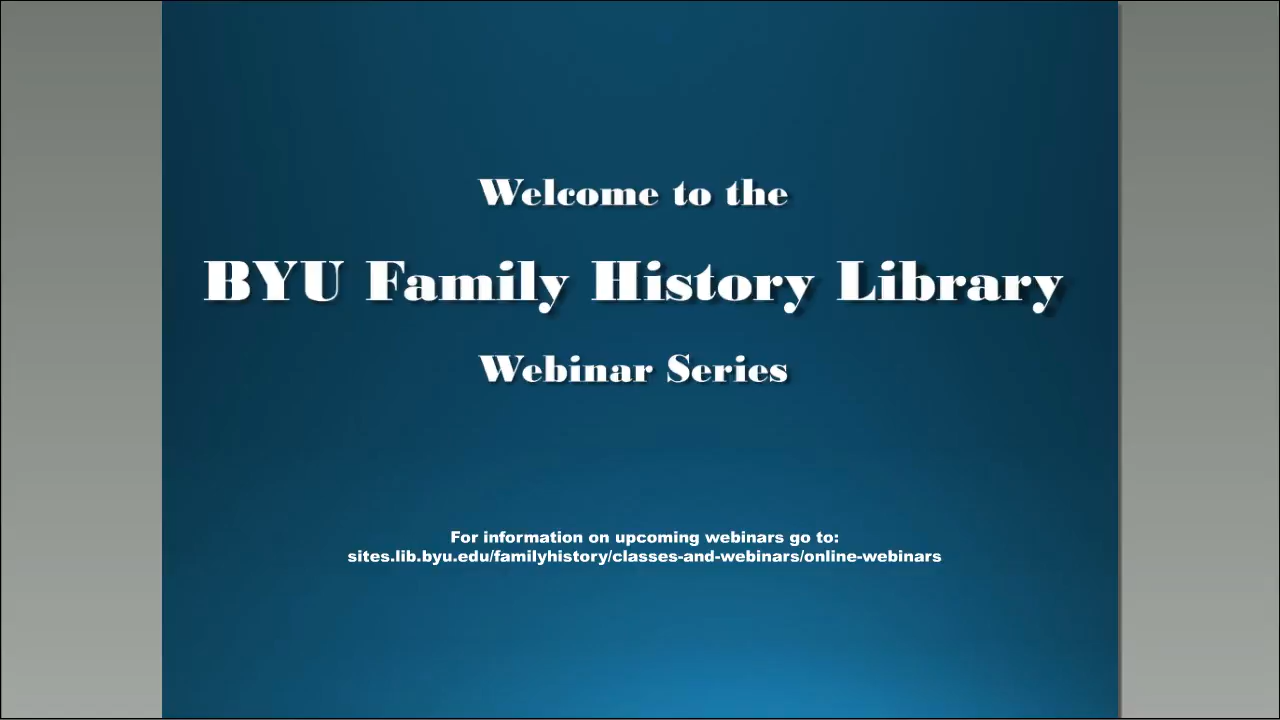 Welcome to the
BYU Family History Library
Webinar Series
For information on upcoming webinars go to:
sites.lib.byu.edu/familyhistory/classes-and-webinars/online-webinars